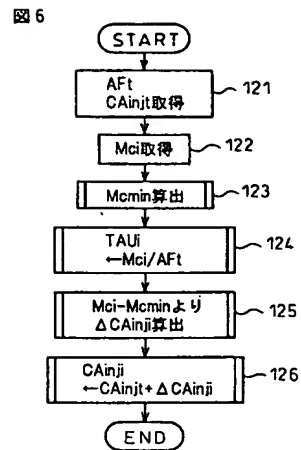 図6
START
AFt
CAinjt取得
121
Mci取得
122
Mcmin算出
123
TAUi
←Mci/AFt
124
Mci-Mcminより
ΔCAinji算出
125
CAinji
←CAinjt+ΔCAinji
126
END